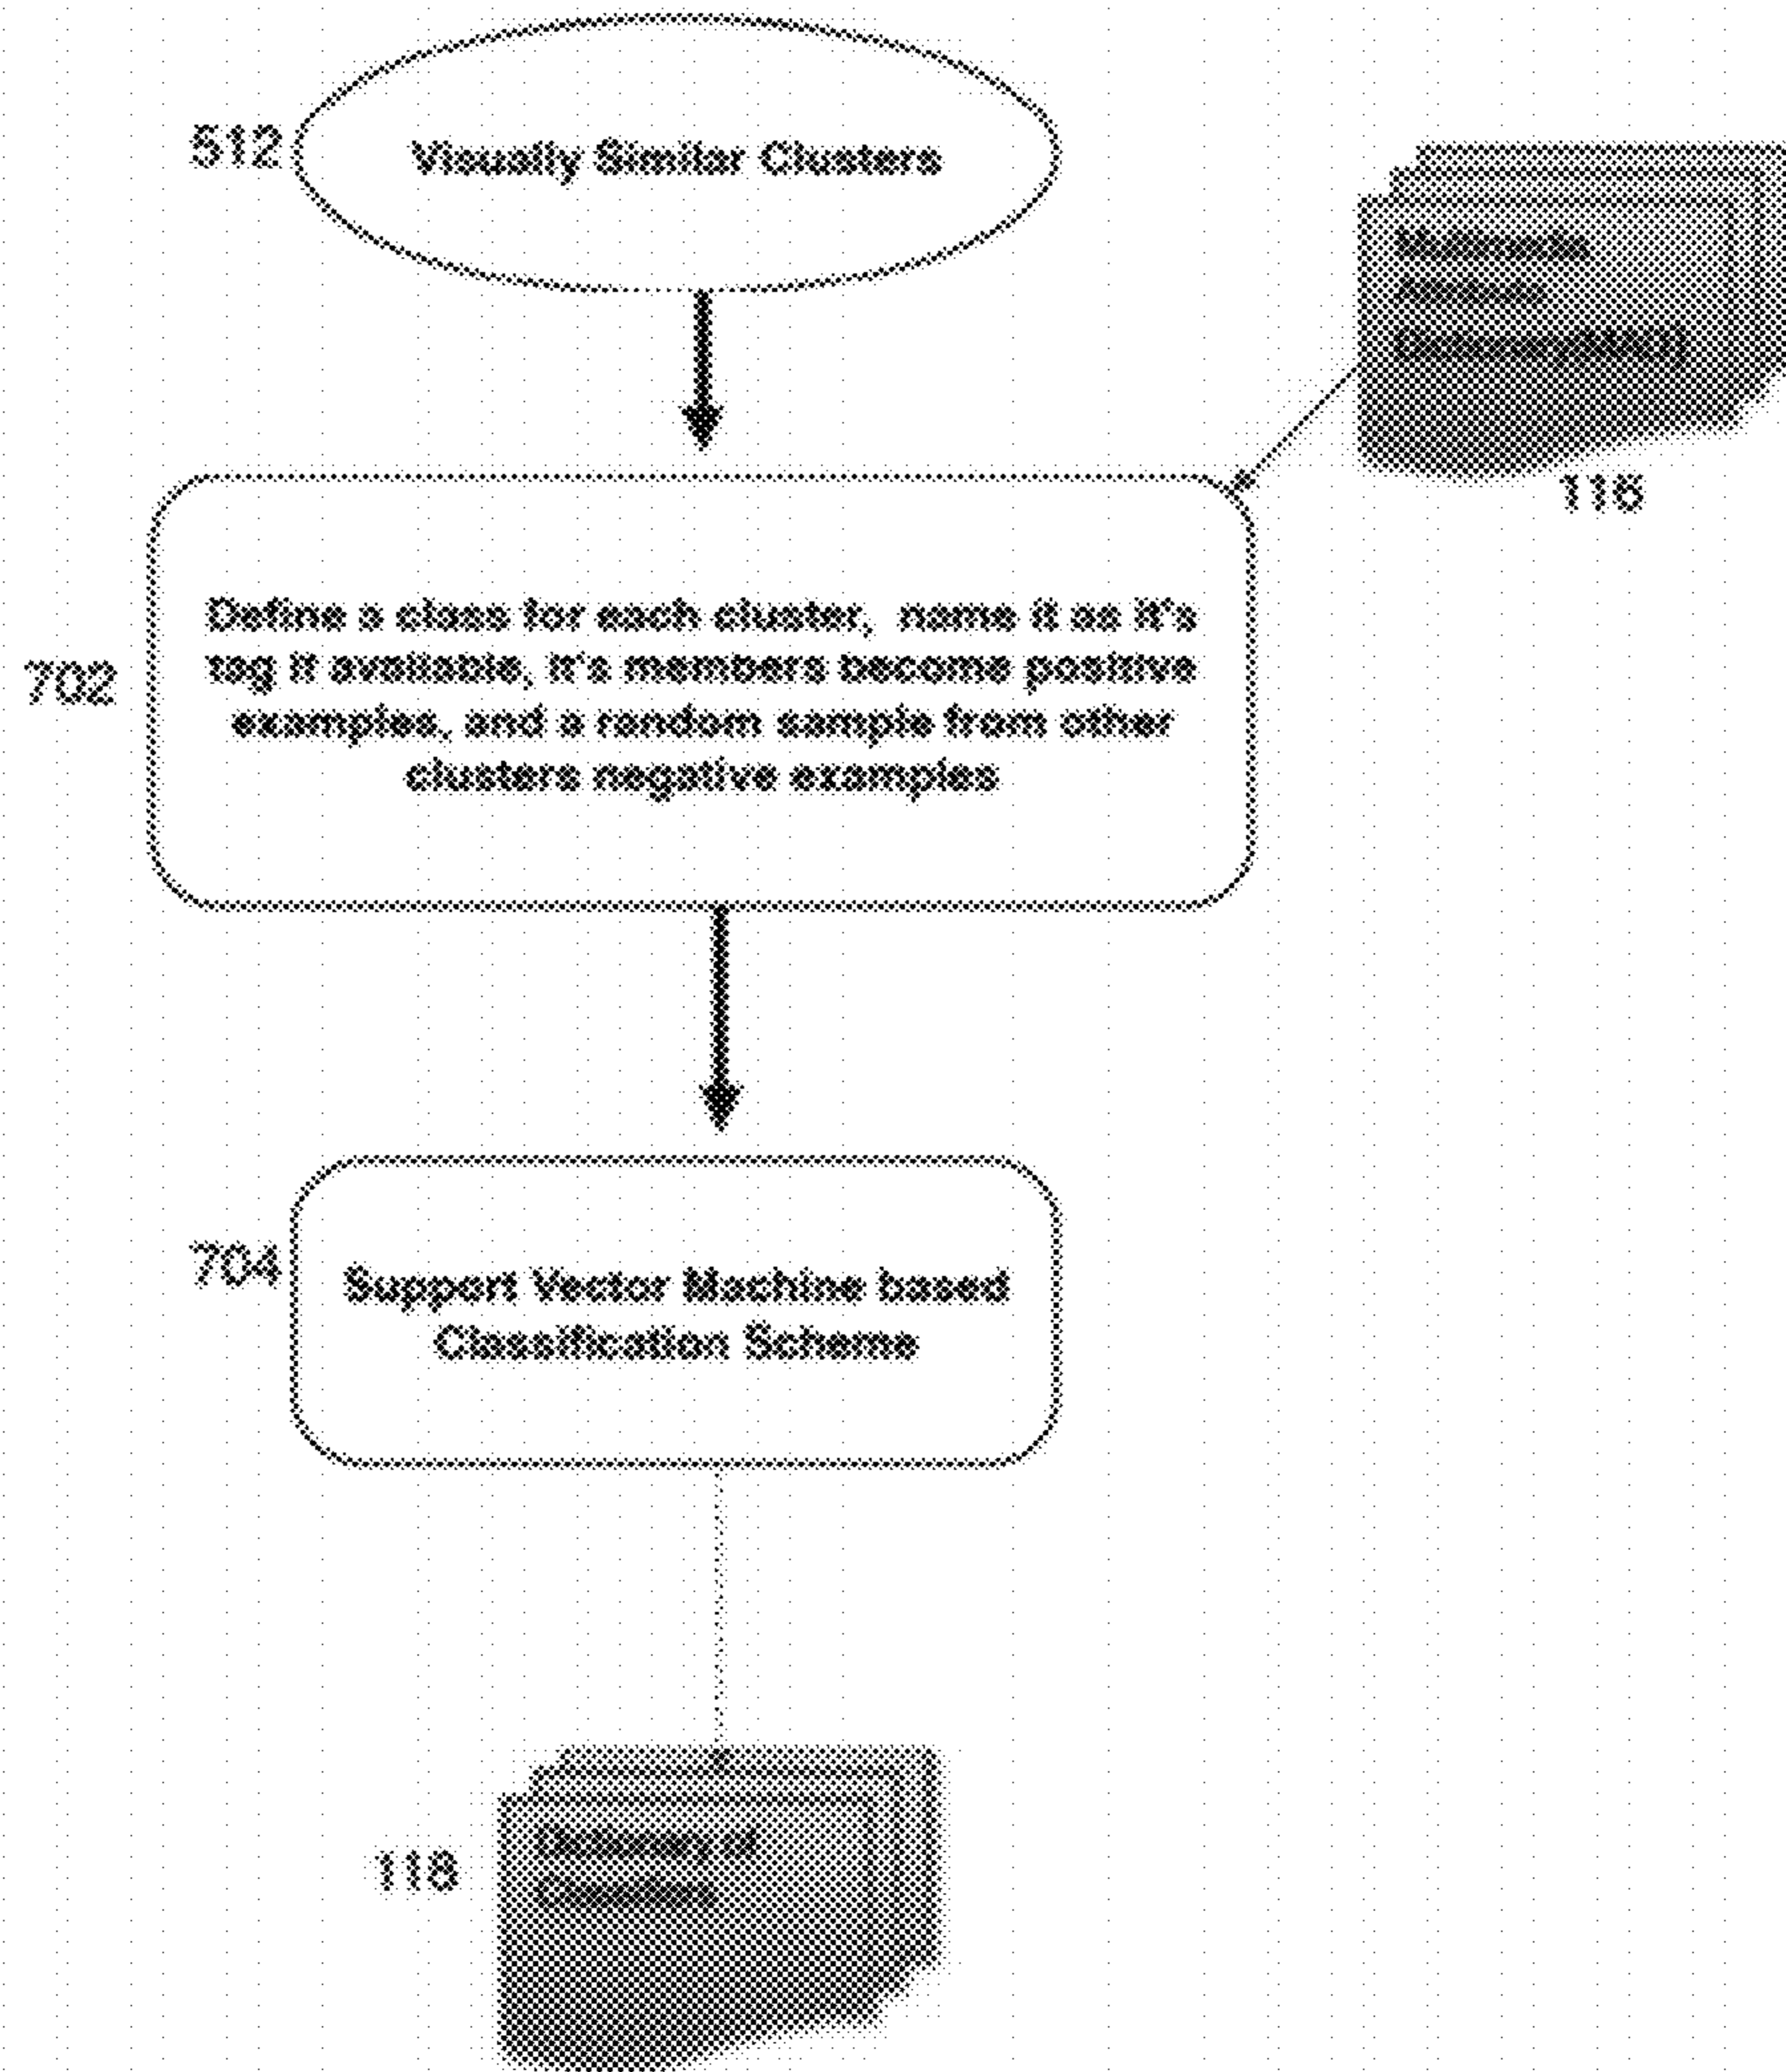 512
Visually Similar Clusters
116
Define a class for each cluster, name it as it's
tag if available, it's members become positive
examples, and a random sample from other
clusters negative examples
702
704
Support Vector Machine based
Classification Scheme
118
Dictionary of